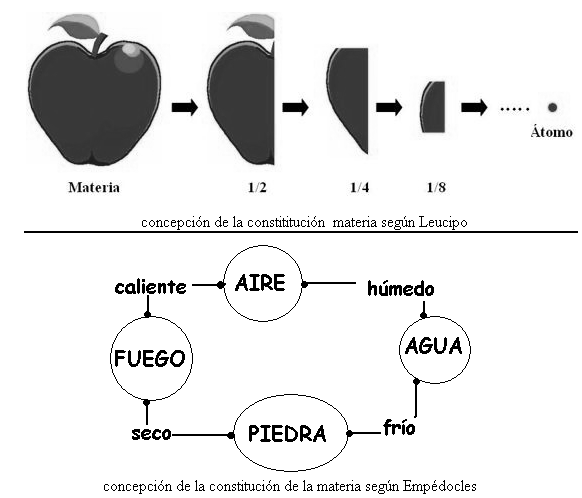 Átomo
Materia 1/2 1/4 1/8
concepción de la constititución materia según Leucipo
caliente AIRE húmedo
FUEGO AGUA
seco PIEDRA frío
concepción de la constitución de la materia según Empédocles